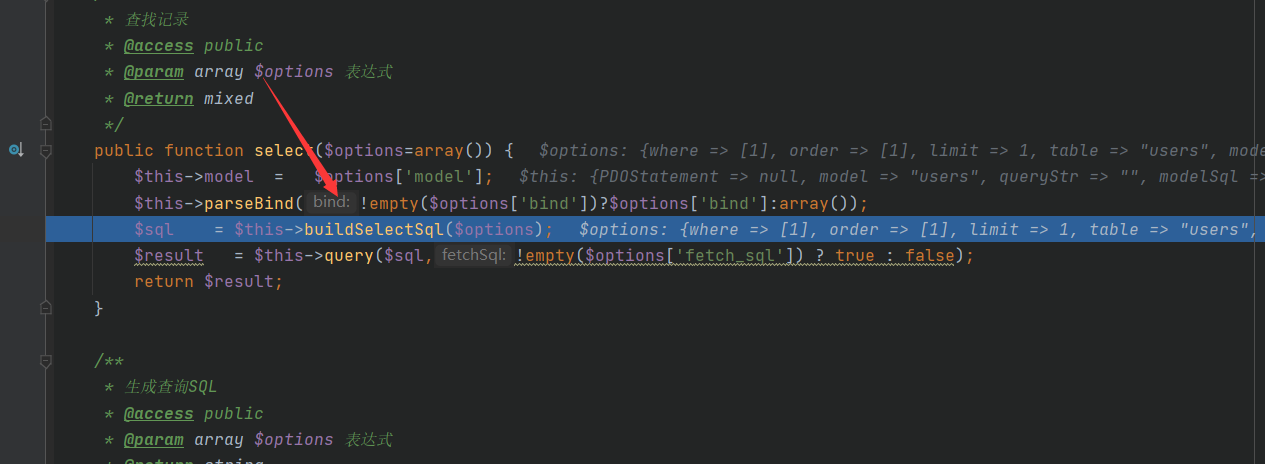 * 查找记录
* @access public
* @param array $options 表达式
* @return mixed
*/
public function select($options=array()) { $options: {where => [1], order => [1], limit => 1, table => "users", mode
$this->model = $options['model']; $this: {PDOStatement => null, model => "users", queryStr => "", modelSql =>
$this->parseBind( bind: !empty($options['bind'])?$options['bind']:array());
$sql = $this->buildSelectSql($options); $options: {where => [1], order => [1], limit => 1, table => "users",
$result = $this->query($sql, fetchSql: !empty($options['fetch_sql']) ? true : false);
return $result;
}
/**
* 生成查询SQL
* @access public
* @param array $options 表达式
* @return string